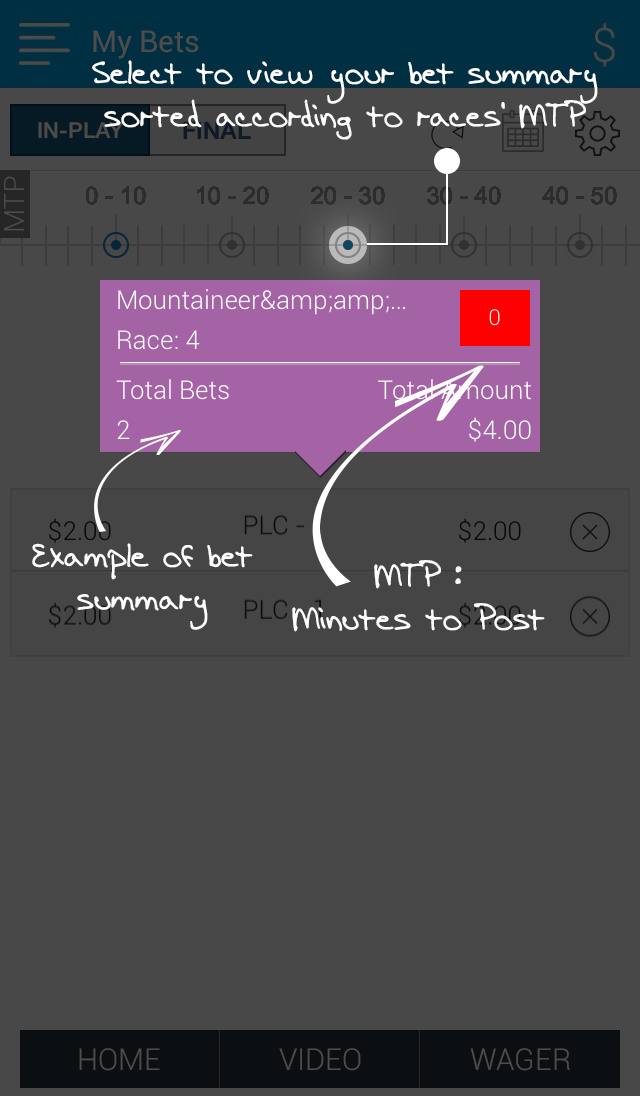 My Bets
$
Select to view your bet summary
sorted according to races' MTP
IN-PLAY
FINAL
MTP
0 - 10
10 - 20
20 - 30
30 - 40
40 - 50
Mountaineer&amp;amp;...
0
Race: 4
Total Bets
Total Amount
2
$4.00
$2.00
PLC -
$2.00
Example of bet
summary
MTP :
Minutes to Post
$2.00
PLC - 1
$2.00
HOME
VIDEO
WAGER